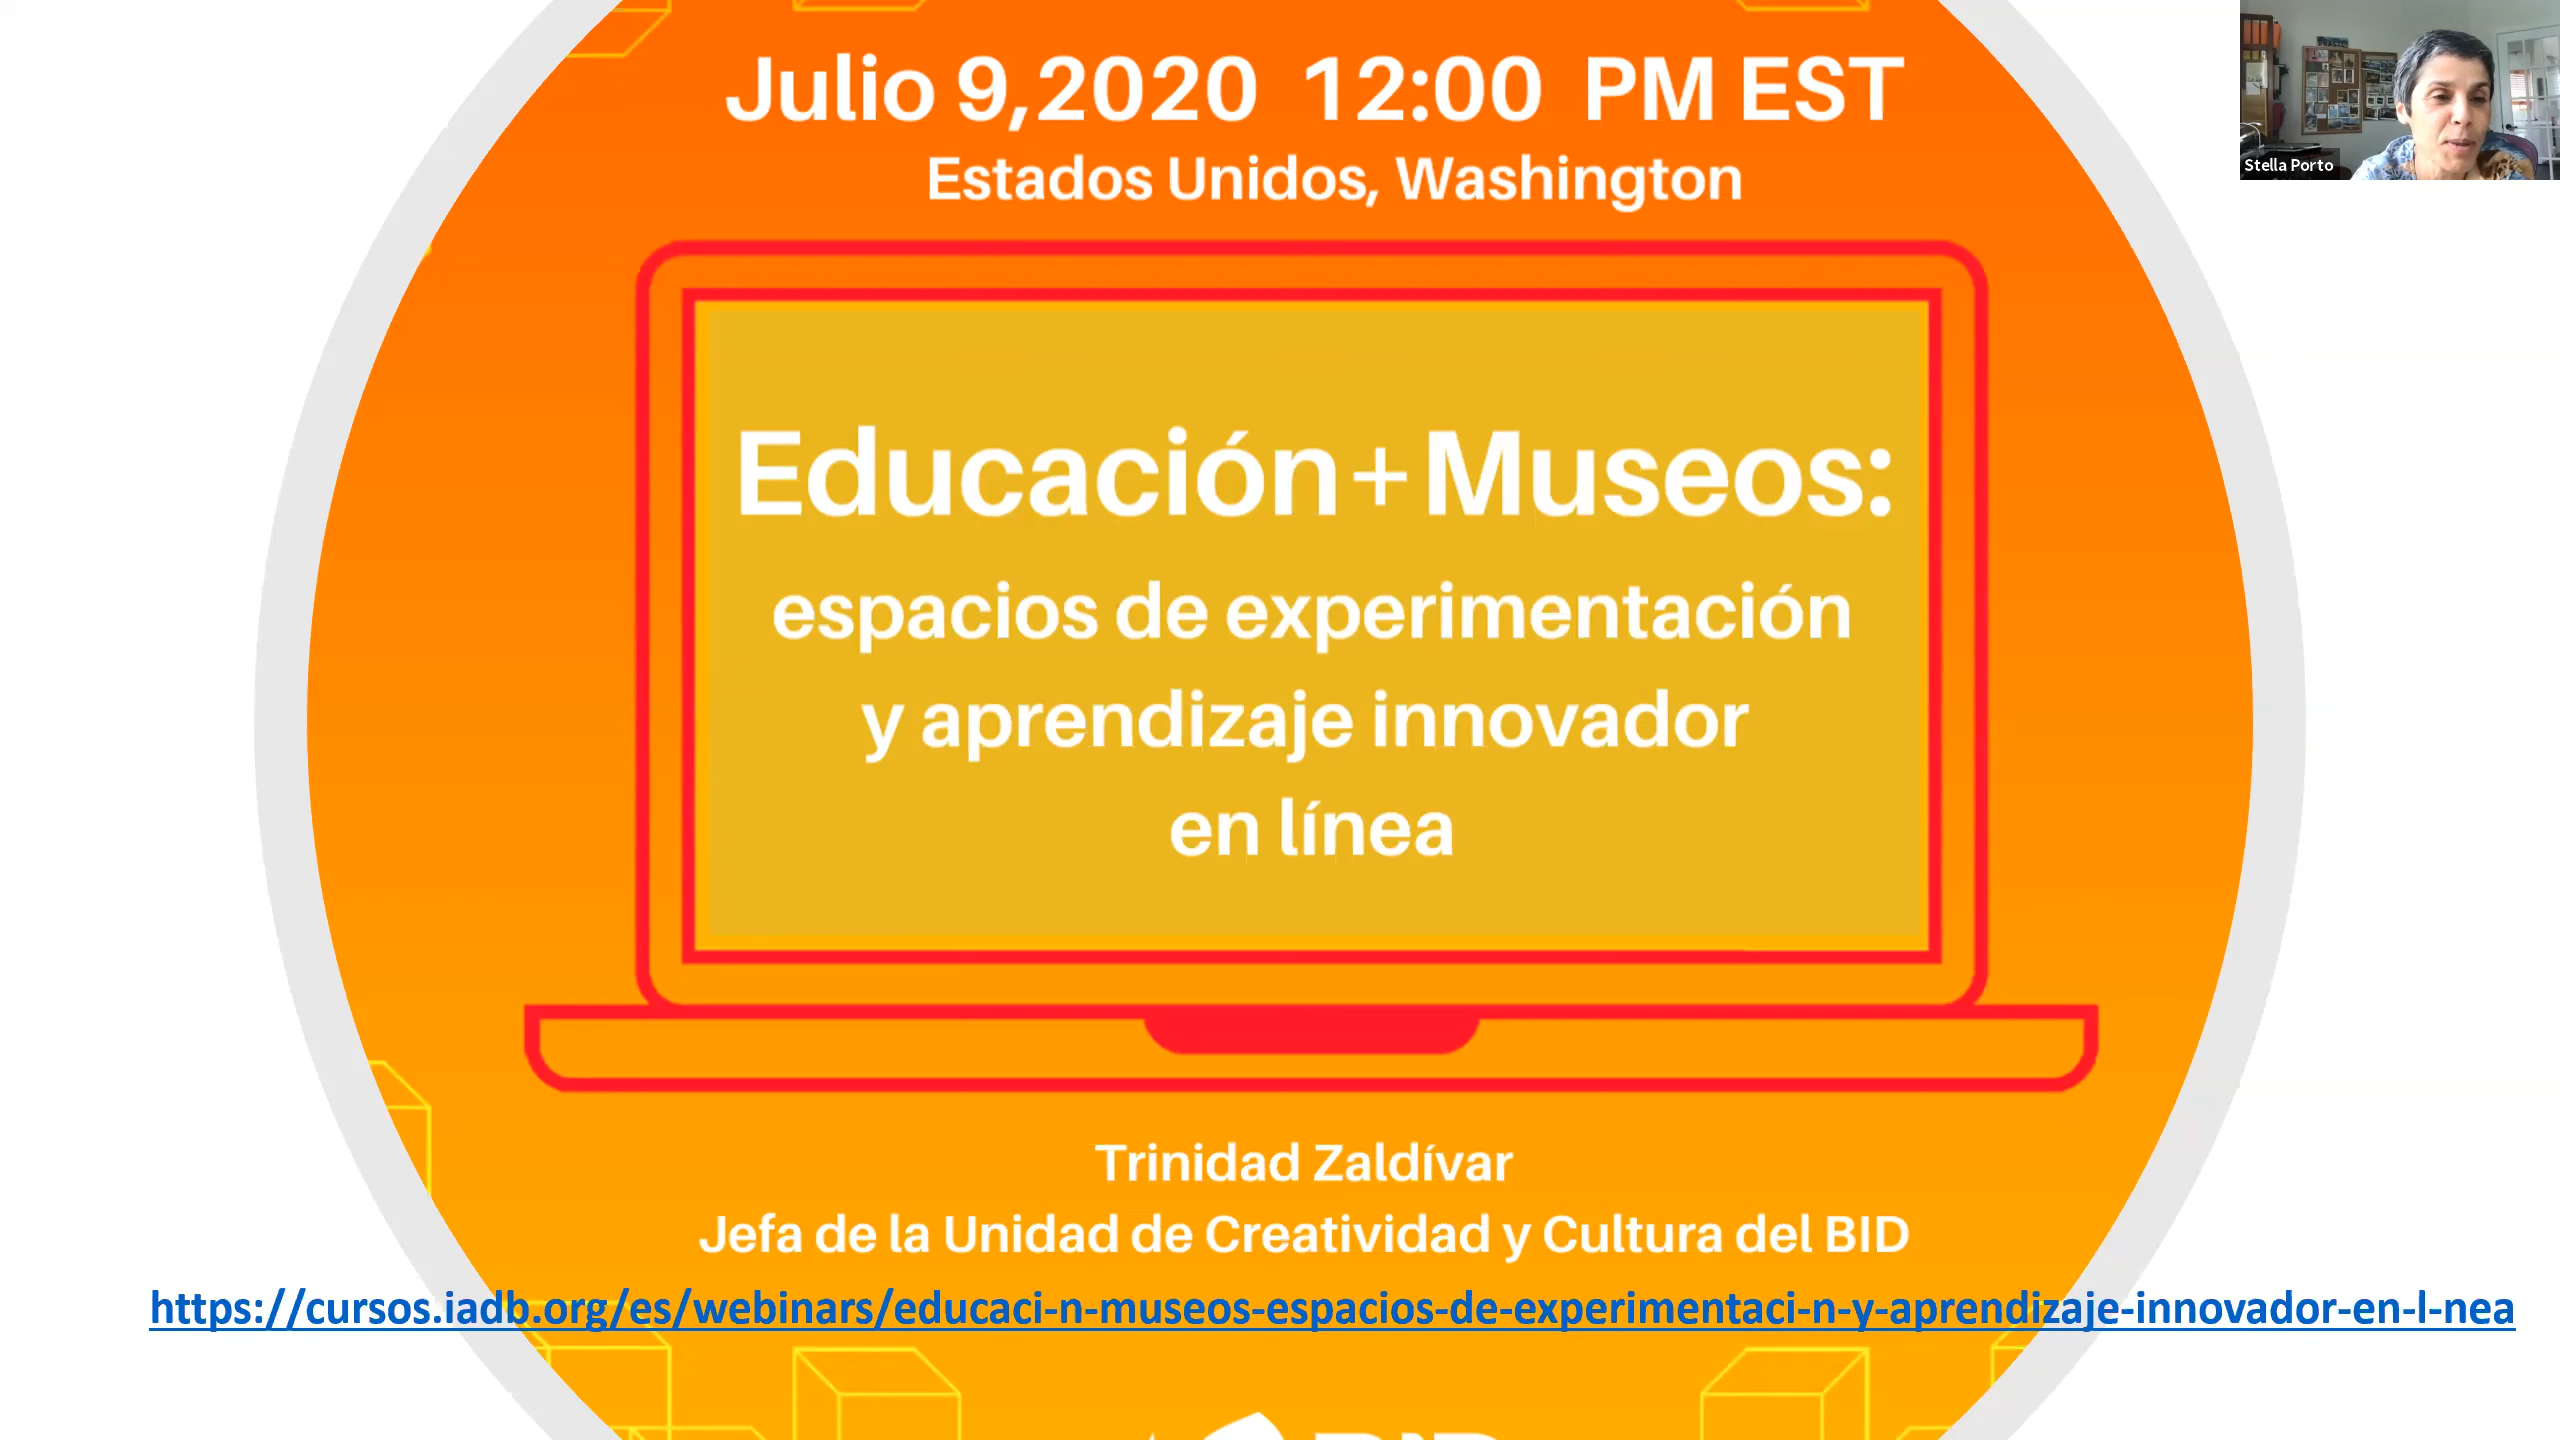 Julio 9,2020 12:00 PM EST
Estados Unidos, Washington
Stella Porto
Educación+Museos:
espacios de experimentación
y aprendizaje innovador
en línea
Trinidad Zaldívar
Jefa de la Unidad de Creatividad y Cultura del BID
https://cursos.iadb.org/es/webinars/educaci-n-museos-espacios-de-experimentaci-n-y-aprendizaje-innovador-en-l-nea